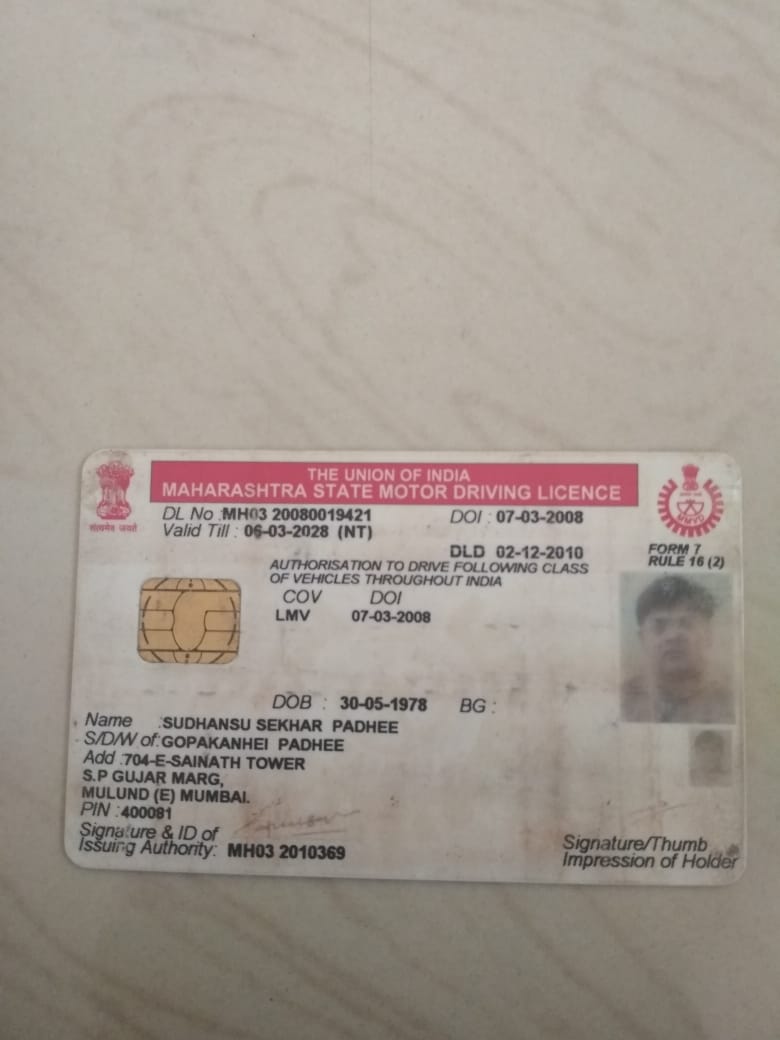 THE UNION OF INDIA
MAHARASHTRA STATE MOTOR DRIVING LICENCE
सत्यमेव जयते
DL No : MH03 20080019421 DOI : 07-03-2008
Valid Till : 06-03-2028 (NT)
DLD 02-12-2010
FORM 7
RULE 16 (2)
AUTHORISATION TO DRIVE FOLLOWING CLASS
OF VEHICLES THROUGHOUT INDIA
COV DOI
LMV 07-03-2008
DOB : 30-05-1978 BG :
Name : SUDHANSU SEKHAR PADHEE
S/D/W of : GOPAKANHEI PADHEE
Add : 704-E-SAINATH TOWER
S.P GUJAR MARG,
MULUND (E) MUMBAI.
PIN : 400081
Signature & ID of
Issuing Authority: MH03 2010369
Signature/Thumb
Impression of Holder